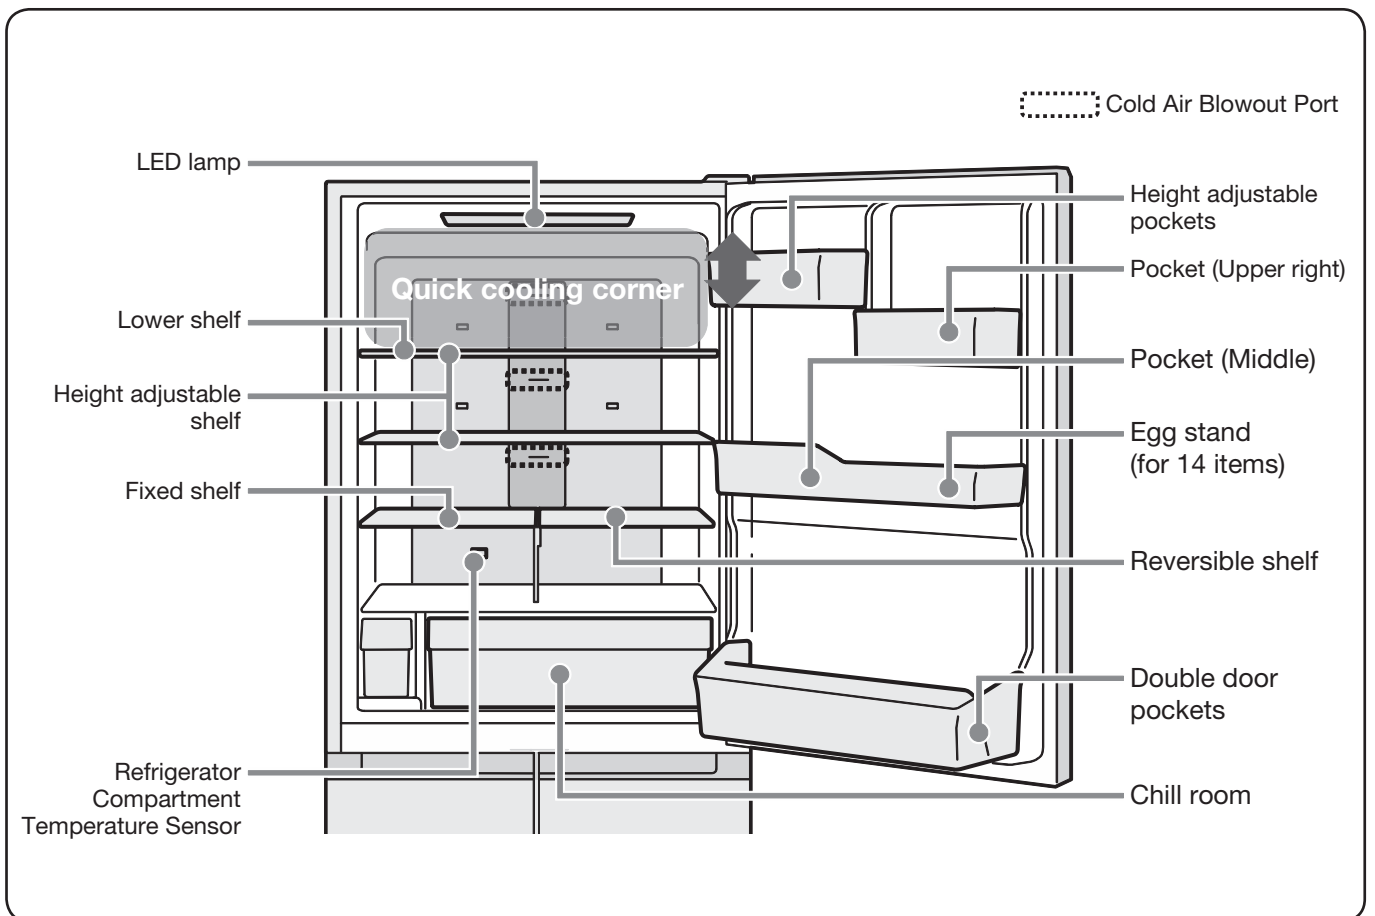 Cold Air Blowout Port
LED lamp
Quick cooling corner
Lower shelf
Height adjustable
shelf
Fixed shelf
Refrigerator
Compartment
Temperature Sensor
Height adjustable
pockets
Pocket (Upper right)
Pocket (Middle)
Egg stand
(for 14 items)
Reversible shelf
Double door
pockets
Chill room